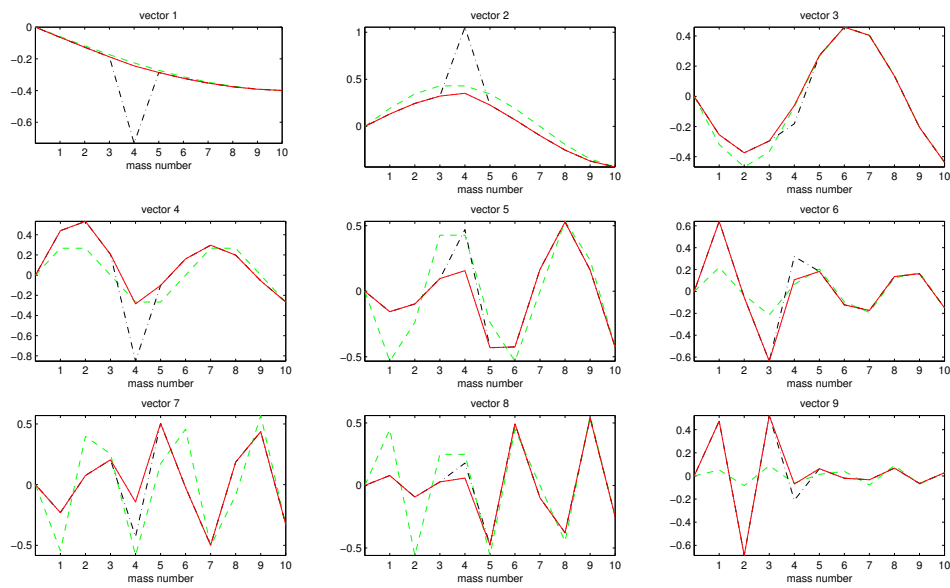 vector 1
0
−0.2
−0.4
−0.6
1 2 3 4 5 6 7 8 9 10
mass number
vector 2
1
0.5
0
1 2 3 4 5 6 7 8 9 10
mass number
vector 3
0.4
0.2
0
−0.2
−0.4
1 2 3 4 5 6 7 8 9 10
mass number
vector 4
0.4
0.2
0
−0.2
−0.4
−0.6
−0.8
1 2 3 4 5 6 7 8 9 10
mass number
vector 5
0.5
0
−0.5
1 2 3 4 5 6 7 8 9 10
mass number
vector 6
0.6
0.4
0.2
0
−0.2
−0.4
−0.6
1 2 3 4 5 6 7 8 9 10
mass number
vector 7
0.5
0
−0.5
1 2 3 4 5 6 7 8 9 10
mass number
vector 8
0.5
0
−0.5
1 2 3 4 5 6 7 8 9 10
mass number
vector 9
0.4
0.2
0
−0.2
−0.4
−0.6
1 2 3 4 5 6 7 8 9 10
mass number